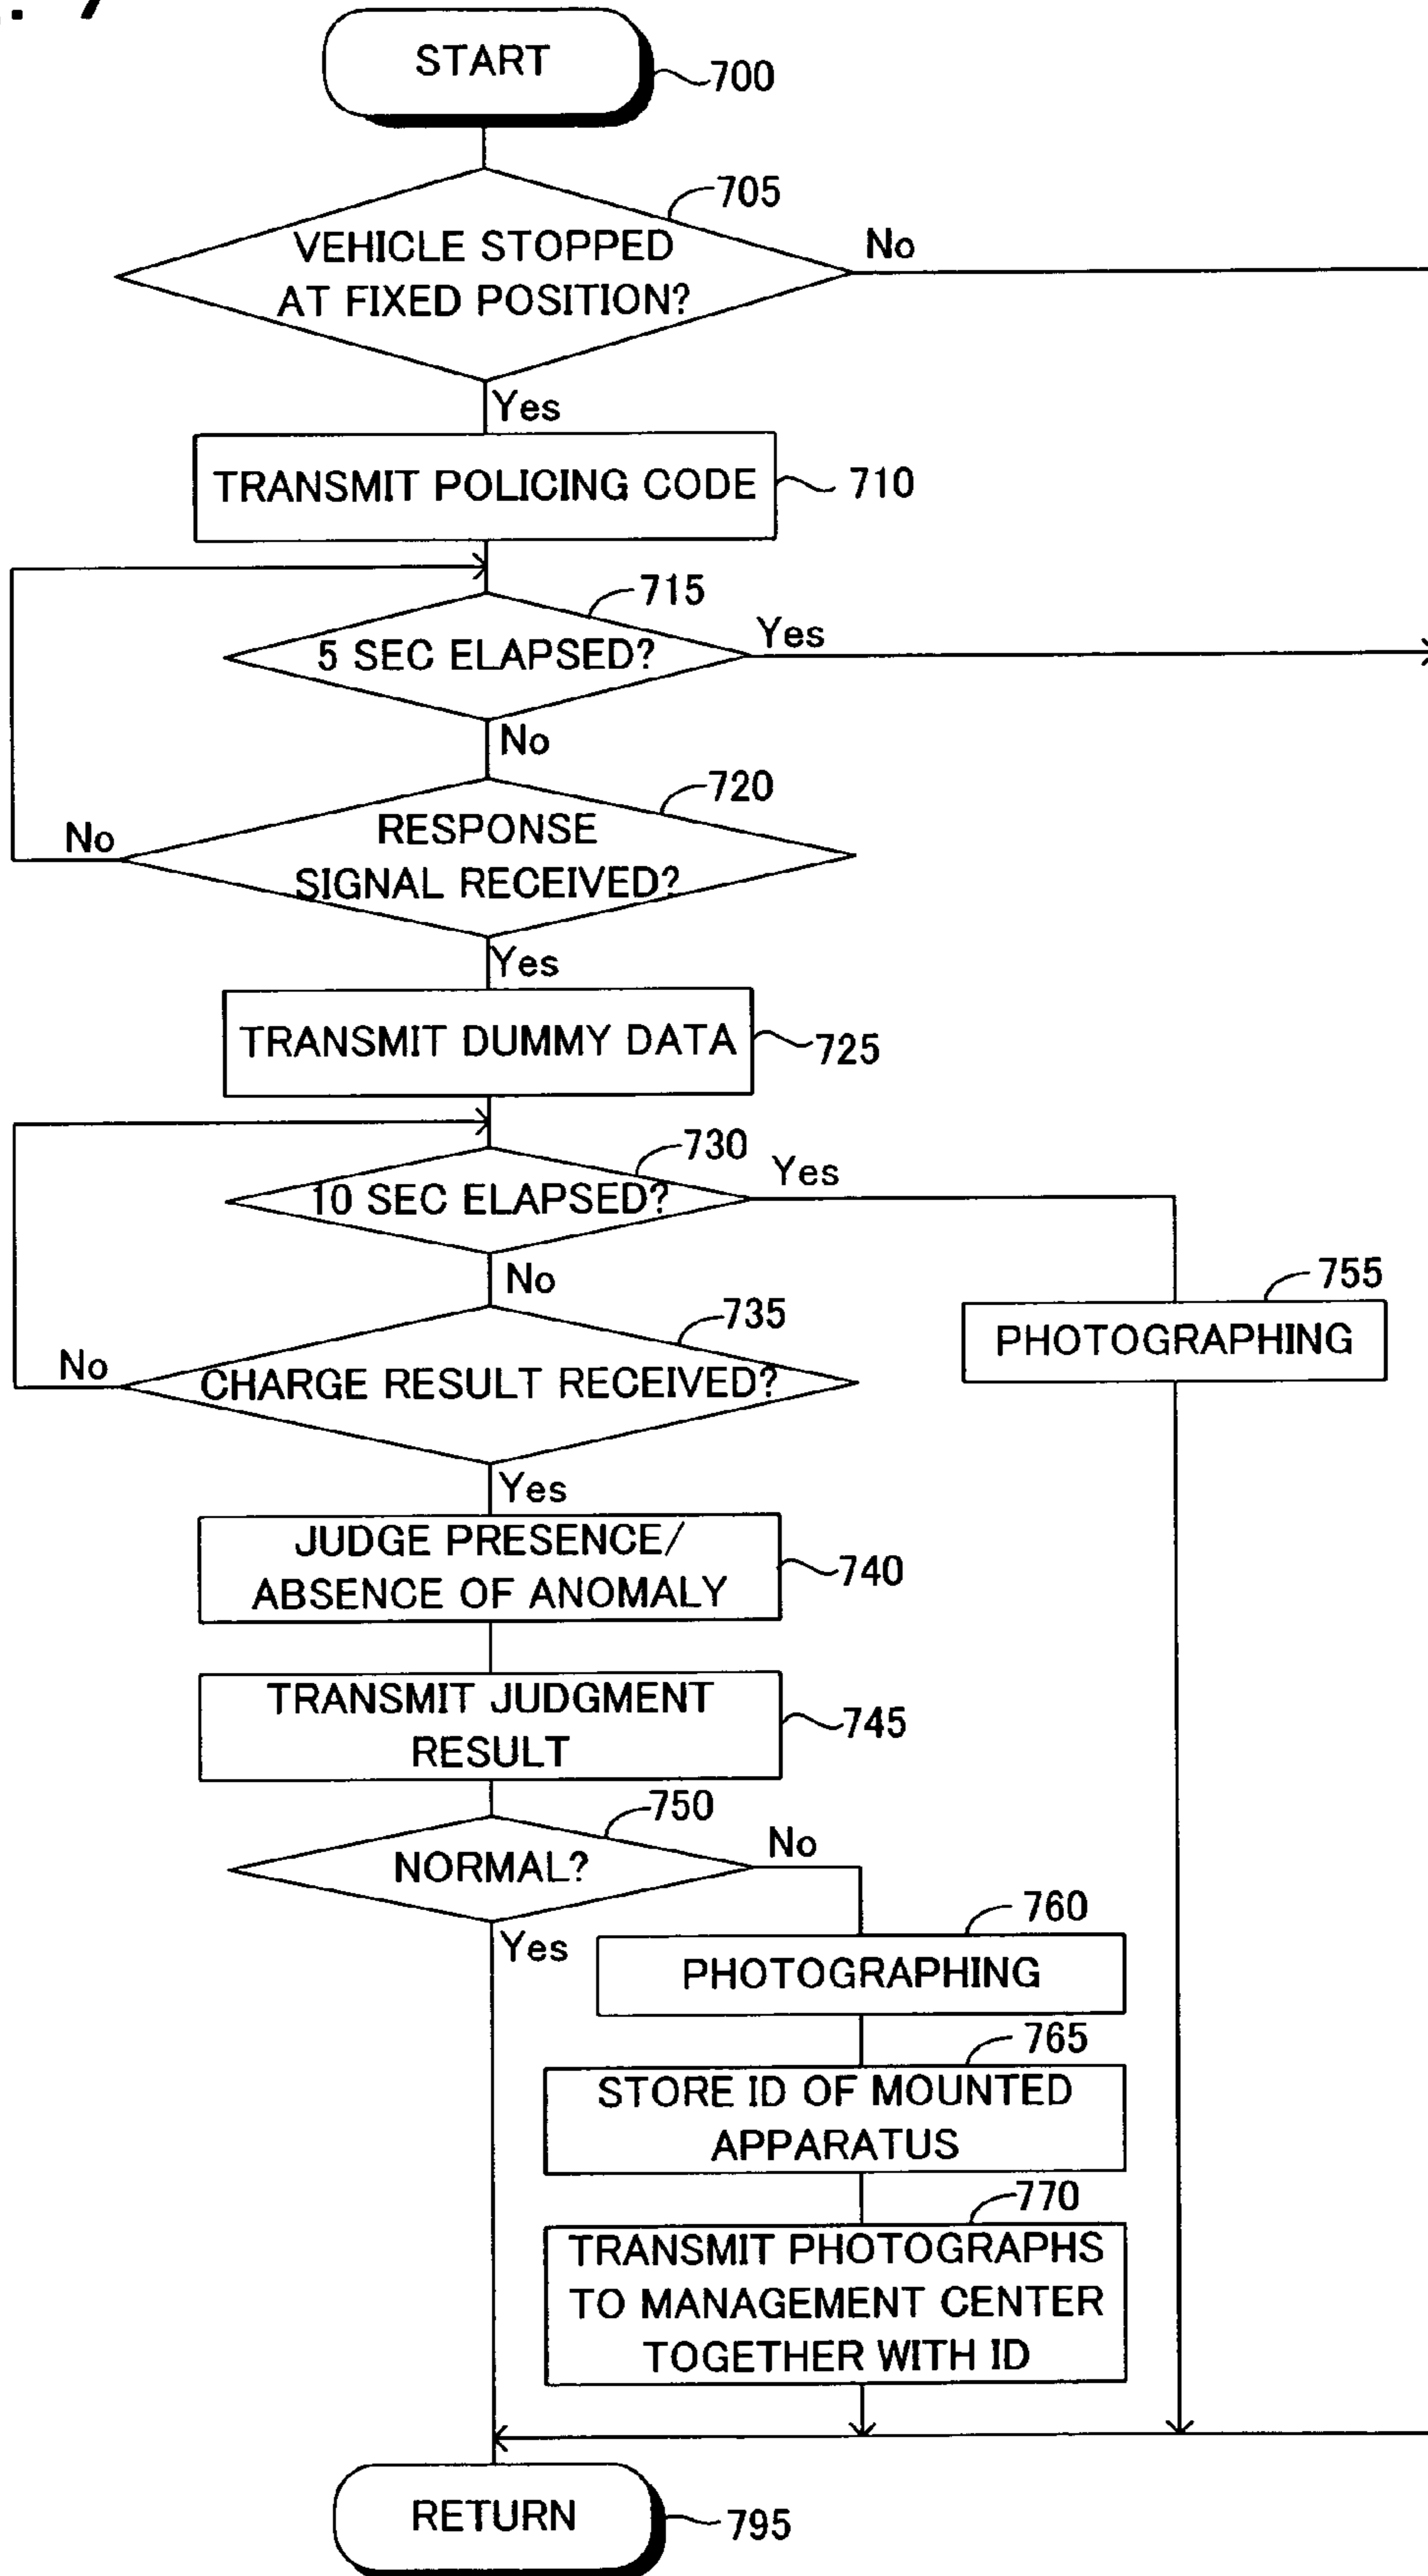 7
START
700
705
VEHICLE STOPPED
AT FIXED POSITION?
No
Yes
TRANSMIT POLICING CODE
710
715
5 SEC ELAPSED?
Yes
No
720
RESPONSE
SIGNAL RECEIVED?
No
Yes
TRANSMIT DUMMY DATA
725
730
10 SEC ELAPSED?
Yes
No
755
PHOTOGRAPHING
735
CHARGE RESULT RECEIVED?
No
Yes
JUDGE PRESENCE/
ABSENCE OF ANOMALY
740
TRANSMIT JUDGMENT
RESULT
745
750
NORMAL?
No
Yes
760
PHOTOGRAPHING
765
STORE ID OF MOUNTED
APPARATUS
770
TRANSMIT PHOTOGRAPHS
TO MANAGEMENT CENTER
TOGETHER WITH ID
RETURN
795